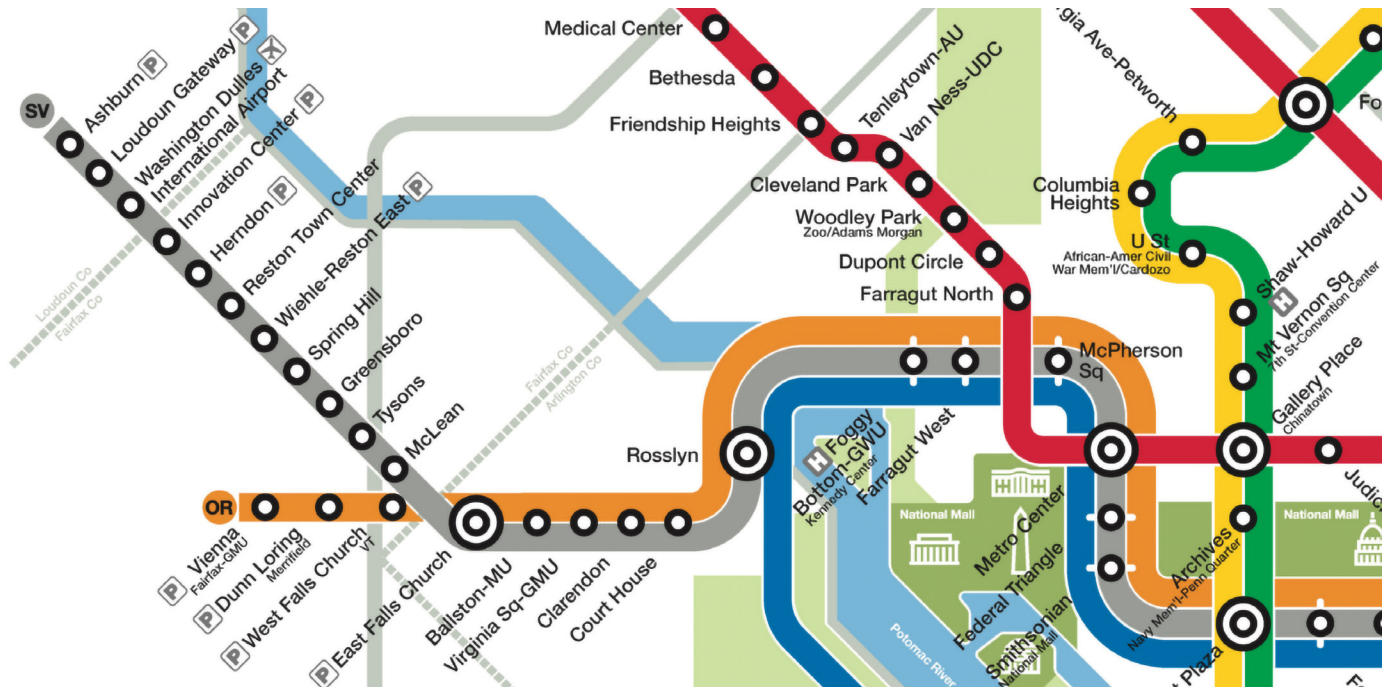 SV
Ashburn P
Loudoun Gateway P
Washington Dulles
International Airport
Innovation Center P
Herndon P
Reston Town Center
Wiehle-Reston East P
Spring Hill
Greensboro
Tysons
McLean
Loudoun Co
Fairfax Co
Fairfax Co
Arlington Co
OR
P Vienna
Fairfax-GMU
P Dunn Loring
Merrifield
P West Falls Church
VT
P East Falls Church
Ballston-MU
Virginia Sq-GMU
Clarendon
Court House
Rosslyn
H Foggy
Bottom-GWU
Kennedy Center
Farragut West
McPherson
Sq
Metro Center
Federal Triangle
Smithsonian
National Mall
Medical Center
Bethesda
Friendship Heights
Tenleytown-AU
Van Ness-UDC
Cleveland Park
Woodley Park
Zoo/Adams Morgan
Dupont Circle
Farragut North
gia Ave-Petworth
Fo
Columbia
Heights
U St
African-Amer Civil
War Mem'l/Cardozo
Shaw-Howard U
H
Mt Vernon Sq
7th St-Convention Center
Gallery Place
Chinatown
Judic
Archives
Navy Mem'l-Penn Quarter
t Plaza
National Mall
National Mall
Potomac River